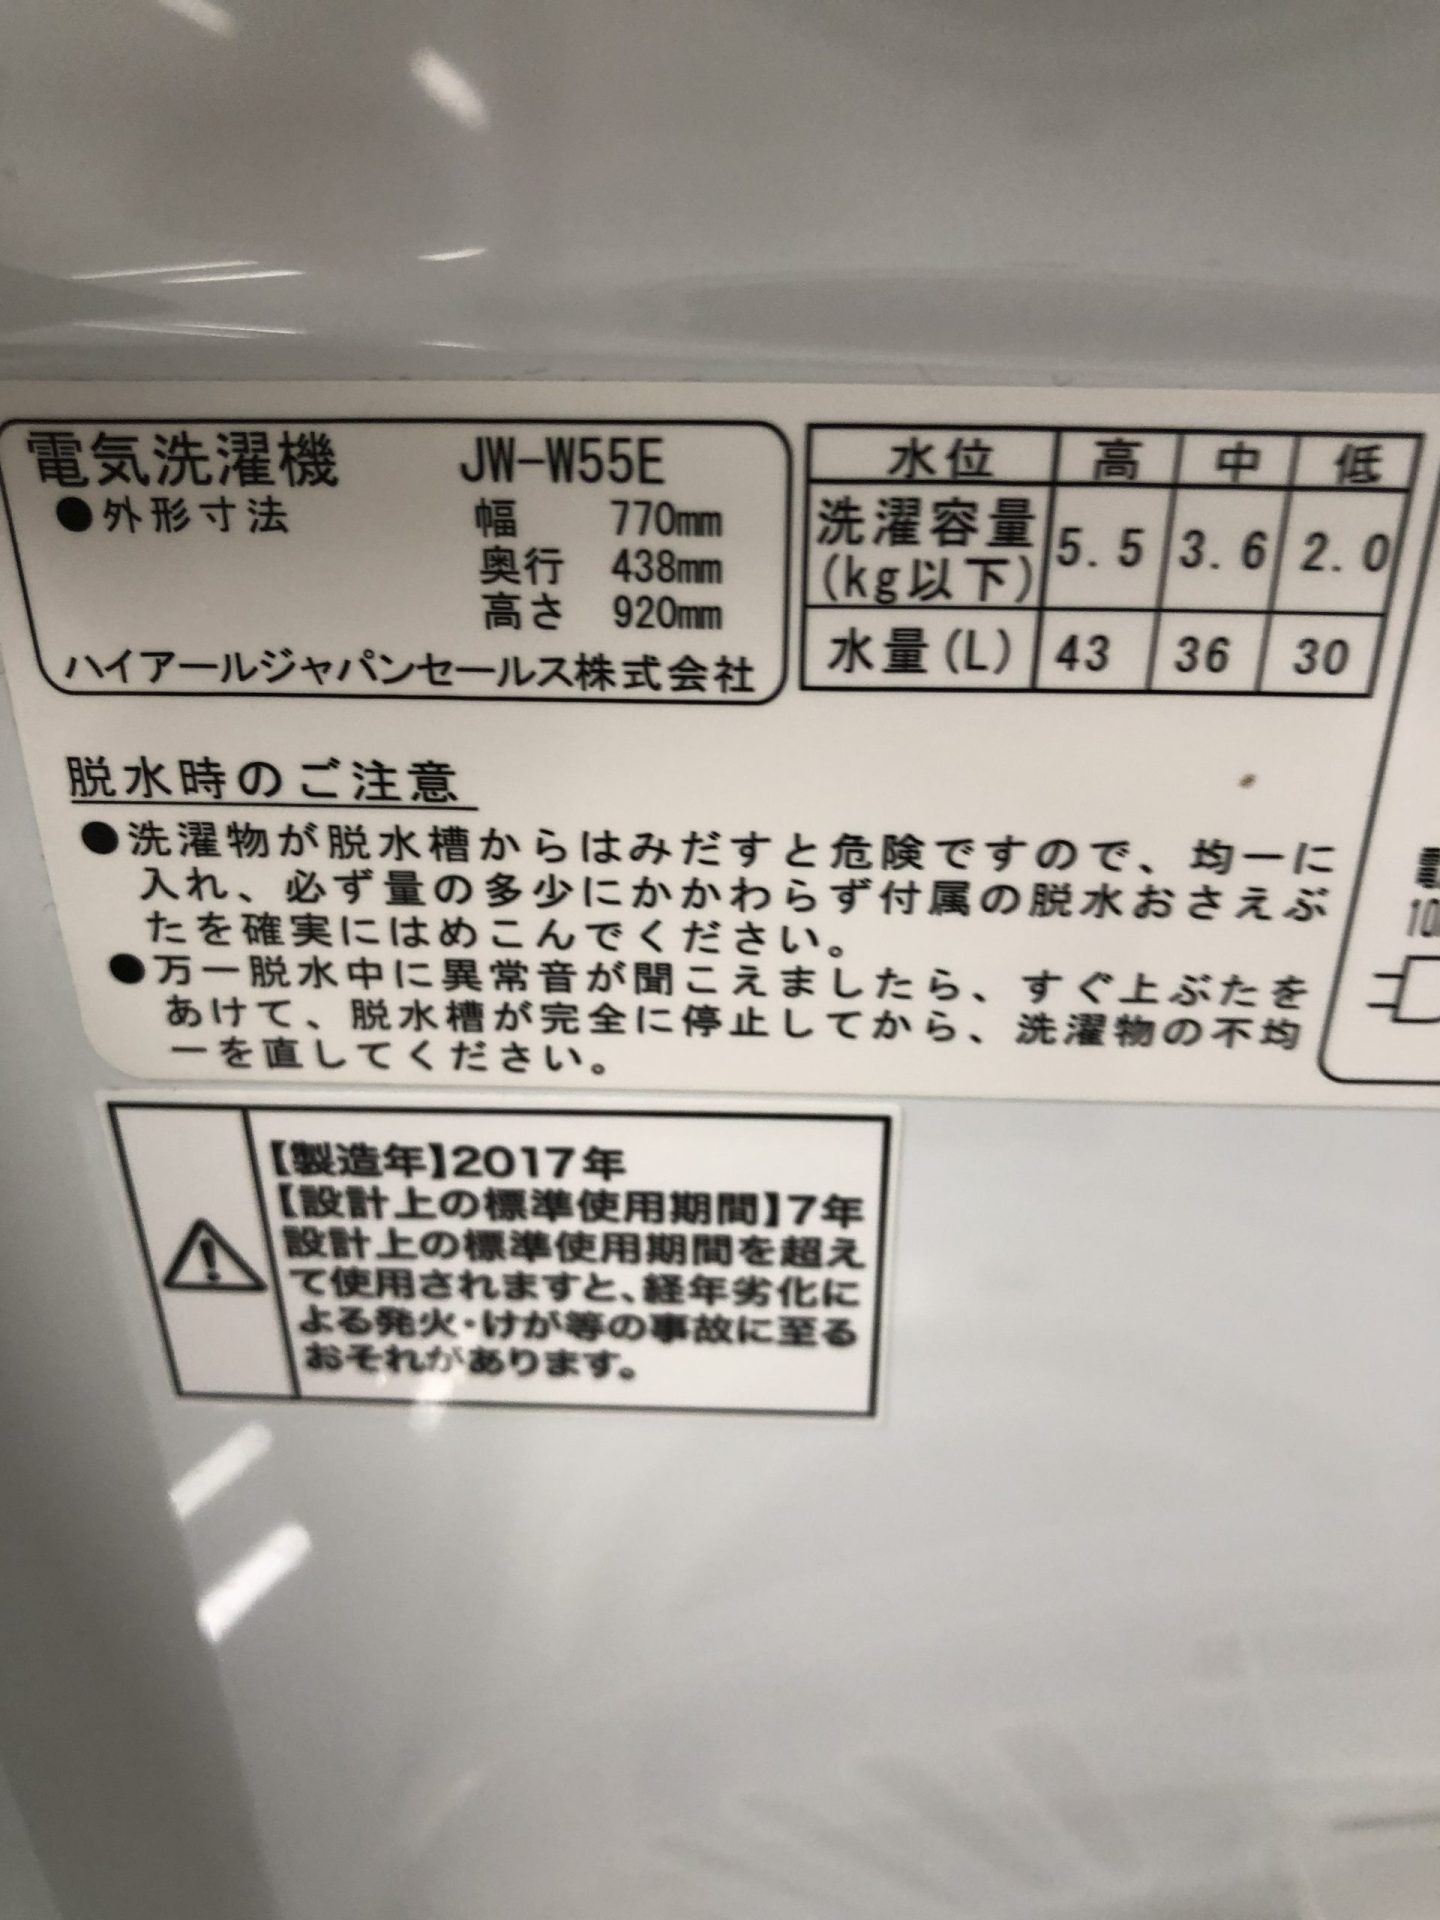 電気洗濯機 JW-W55E
●外形寸法 幅 770mm
奥行 438mm
高さ 920mm
ハイアールジャパンセールス株式会社
水位 高 中 低
洗濯容量(kg以下) 5.5 3.6 2.0
水量(L) 43 36 30
脱水時のご注意
●洗濯物が脱水槽からはみだすと危険ですので、均一に
入れ、必ず量の多少にかかわらず付属の脱水おさえぶ
たを確実にはめこんでください。
●万一脱水中に異常音が聞こえましたら、すぐ上ぶたを
あけて、脱水槽が完全に停止してから、洗濯物の不均
一を直してください。
【製造年】2017年
【設計上の標準使用期間】7年
設計上の標準使用期間を超え
て使用されますと、経年劣化に
よる発火・けが等の事故に至る
おそれがあります。